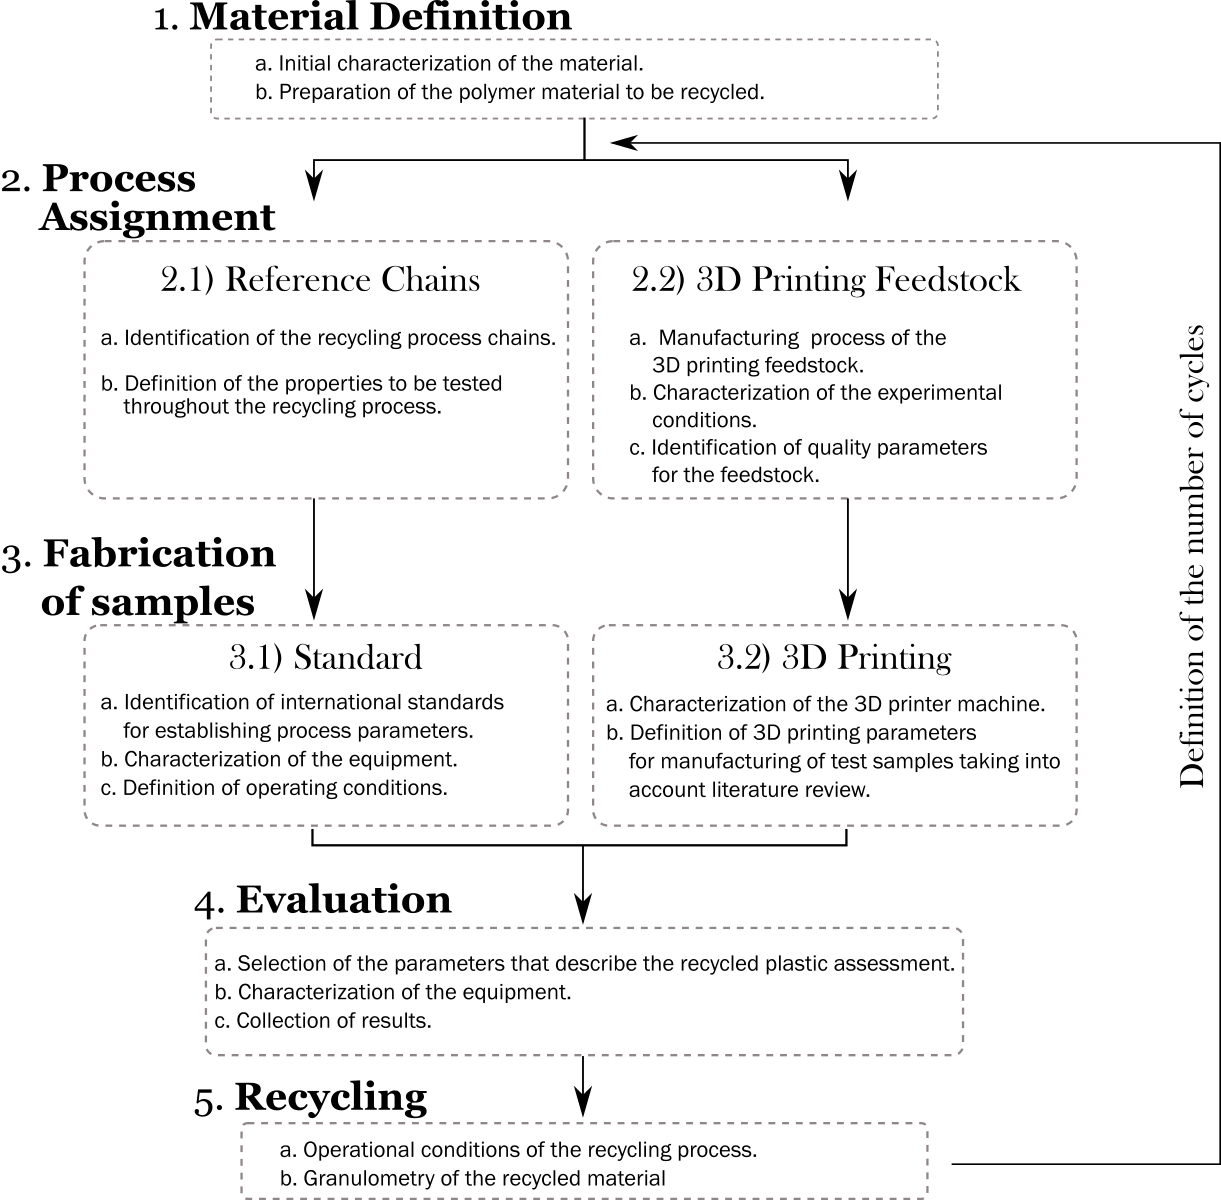 1. Material Definition
a. Initial characterization of the material.
b. Preparation of the polymer material to be recycled.
2. Process
Assignment
2.1) Reference Chains
a. Identification of the recycling process chains.
b. Definition of the properties to be tested
throughout the recycling process.
2.2) 3D Printing Feedstock
a. Manufacturing process of the
3D printing feedstock.
b. Characterization of the experimental
conditions.
c. Identification of quality parameters
for the feedstock.
3. Fabrication
of samples
3.1) Standard
a. Identification of international standards
for establishing process parameters.
b. Characterization of the equipment.
c. Definition of operating conditions.
3.2) 3D Printing
a. Characterization of the 3D printer machine.
b. Definition of 3D printing parameters
for manufacturing of test samples taking into
account literature review.
4. Evaluation
a. Selection of the parameters that describe the recycled plastic assessment.
b. Characterization of the equipment.
c. Collection of results.
5. Recycling
a. Operational conditions of the recycling process.
b. Granulometry of the recycled material
Definition of the number of cycles